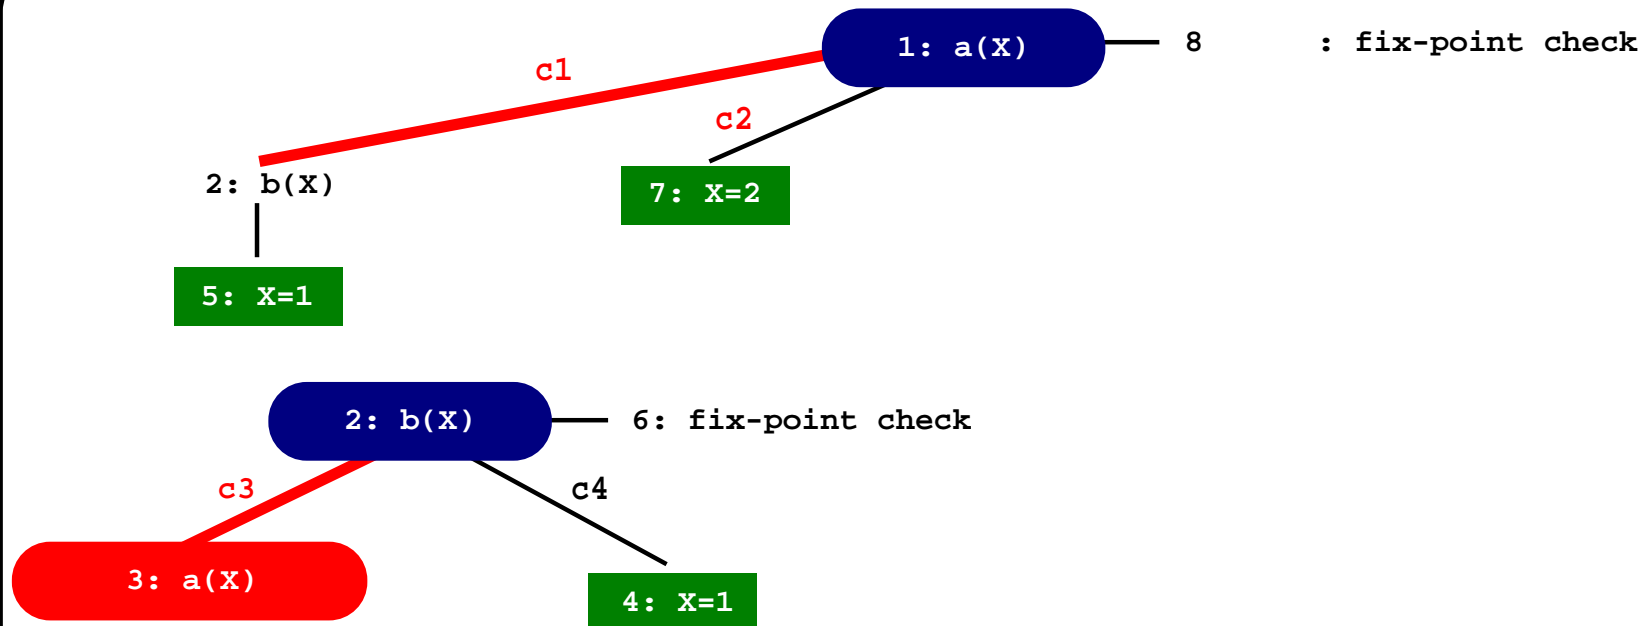 1: a(X)
8 : fix-point check
c1
c2
2: b(X)
7: X=2
5: X=1
2: b(X)
6: fix-point check
c3
c4
3: a(X)
4: X=1